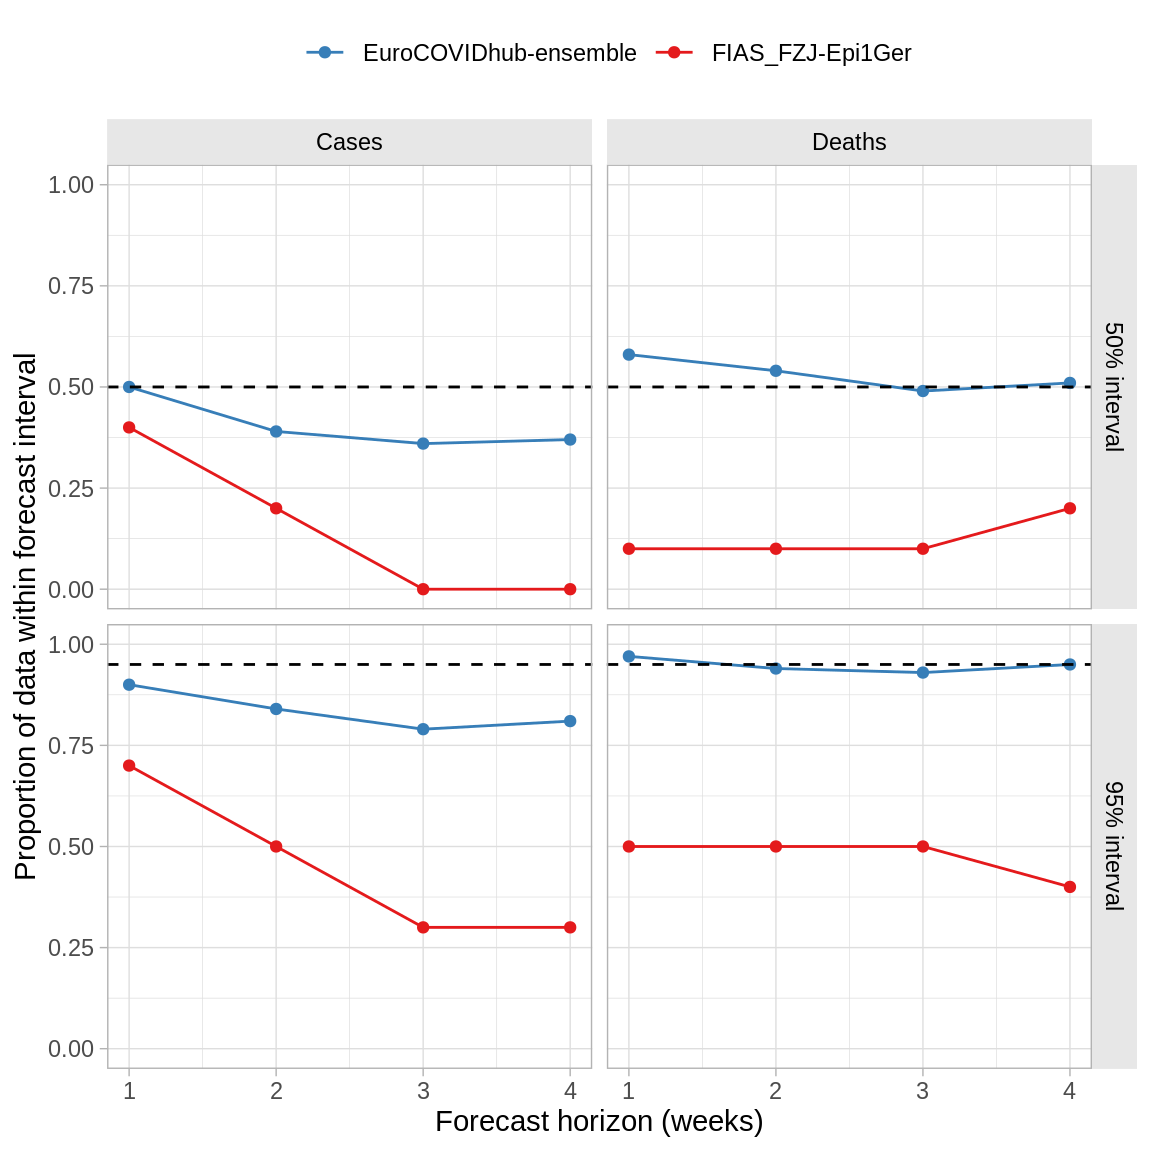 EuroCOVIDhub-ensemble FIAS_FZJ-Epi1Ger
Cases Deaths
1.00
0.75
0.50
0.25
0.00
50% interval
1.00
0.75
0.50
0.25
0.00
95% interval
Proportion of data within forecast interval
1 2 3 4 1 2 3 4
Forecast horizon (weeks)